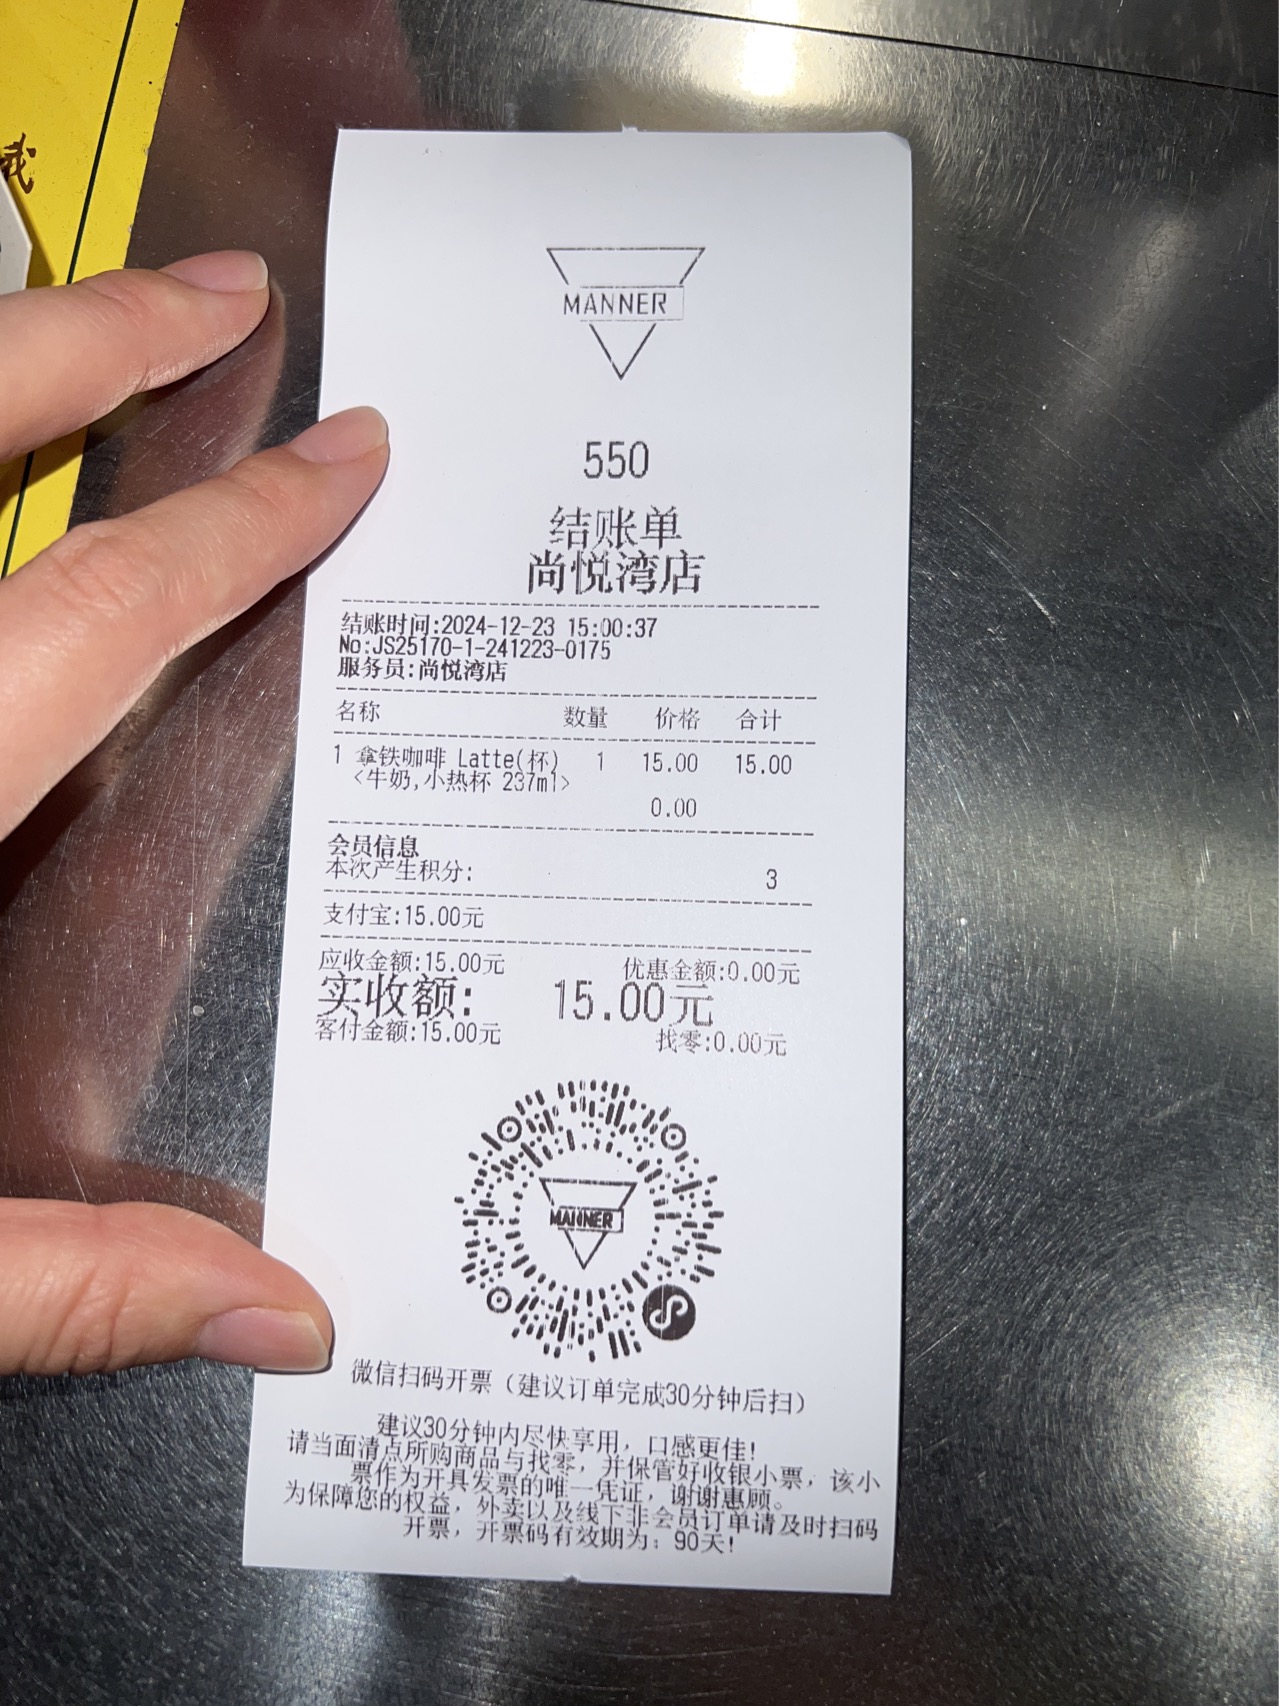 我
MANNER
550
结账单
尚悦湾店
结账时间:2024-12-23 15:00:37
No:JS25170-1-241223-0175
服务员:尚悦湾店
名称 数量 价格 合计
1 拿铁咖啡 Latte(杯) 1 15.00 15.00
<牛奶,小热杯 237ml>
0.00
会员信息
本次产生积分: 3
支付宝:15.00元
应收金额:15.00元 优惠金额:0.00元
实收额: 15.00元
客付金额:15.00元 找零:0.00元
MANNER
微信扫码开票（建议订单完成30分钟后扫）
建议30分钟内尽快享用，口感更佳!
请当面清点所购商品与找零，并保管好收银小票，该小
票作为开具发票的唯一凭证，谢谢惠顾。
为保障您的权益，外卖以及线下非会员订单请及时扫码
开票，开票码有效期为：90天!